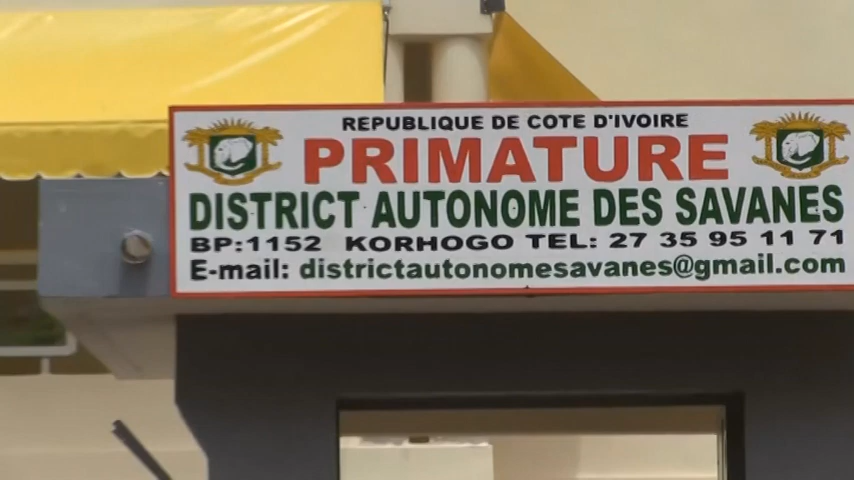 REPUBLIQUE DE COTE D'IVOIRE
PRIMATURE
DISTRICT AUTONOME DES SAVANES
BP:1152 KORHOGO TEL: 27 35 95 11 71
E-mail: districtautonomesavanes@gmail.com